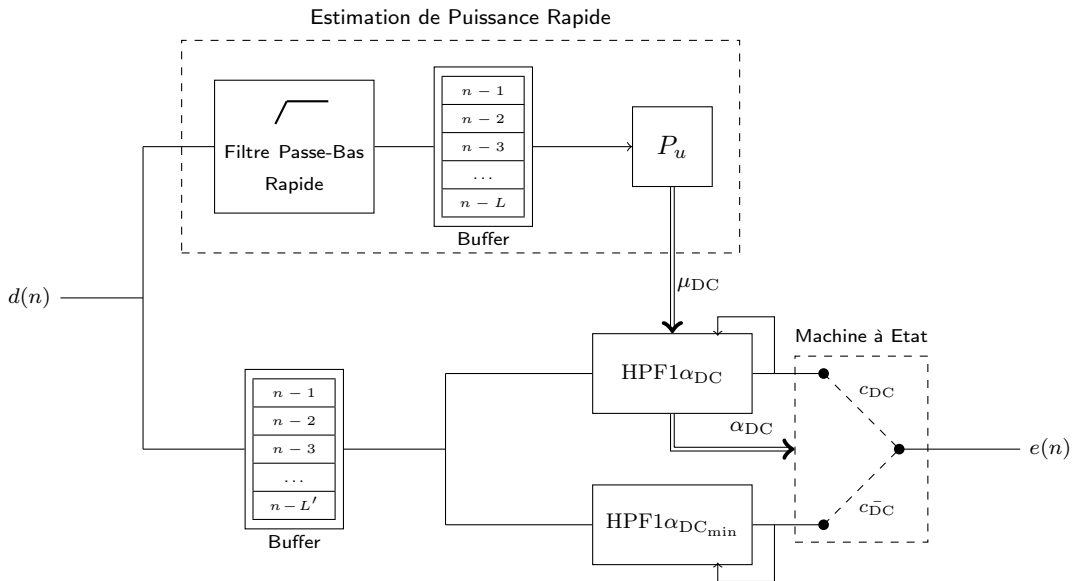 Estimation de Puissance Rapide
Filtre Passe-Bas
Rapide
n − 1
n − 2
n − 3
...
n − L
Buffer
P_u
μ_DC
d(n)
n − 1
n − 2
n − 3
...
n − L′
Buffer
HPF1α_DC
α_DC
HPF1α_DC_min
Machine à Etat
c_DC
c_D̄C
e(n)